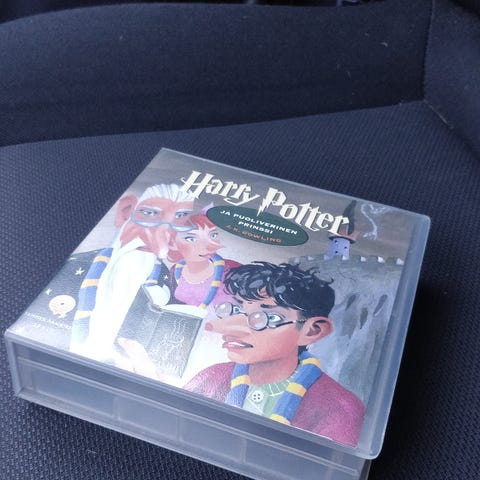 Harry Potter
JA PUOLIVERINEN
PRINSSI
J.K. ROWLING